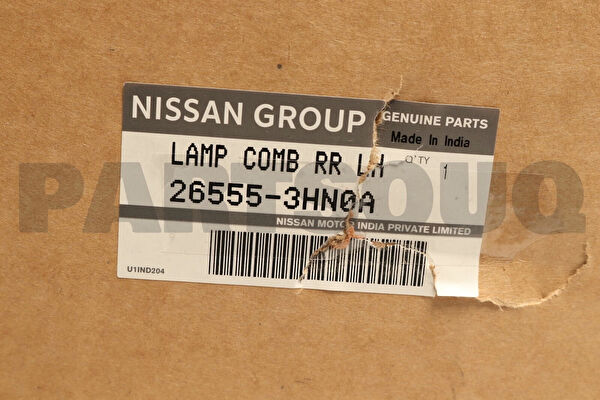 NISSAN GROUP GENUINE PARTS
Made In India
LAMP COMB RR LH Q'TY 1
26555-3HN0A
NISSAN MOTOR INDIA PRIVATE LIMITED
U1IND204
PARTSOUQ